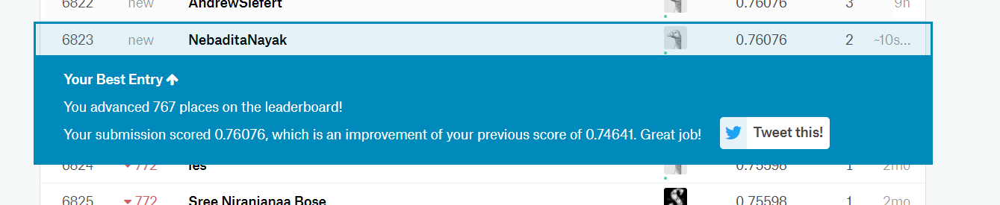 6822 new AndrewSiefert 0.76076 3 9h
6823 new NebaditaNayak 0.76076 2 ~10s...
Your Best Entry
You advanced 767 places on the leaderboard!
Your submission scored 0.76076, which is an improvement of your previous score of 0.74641. Great job!
Tweet this!
6824 772 0.75598 1 2mo
6825 772 Sree Niranjanaa Bose 0.75598 1 2mo